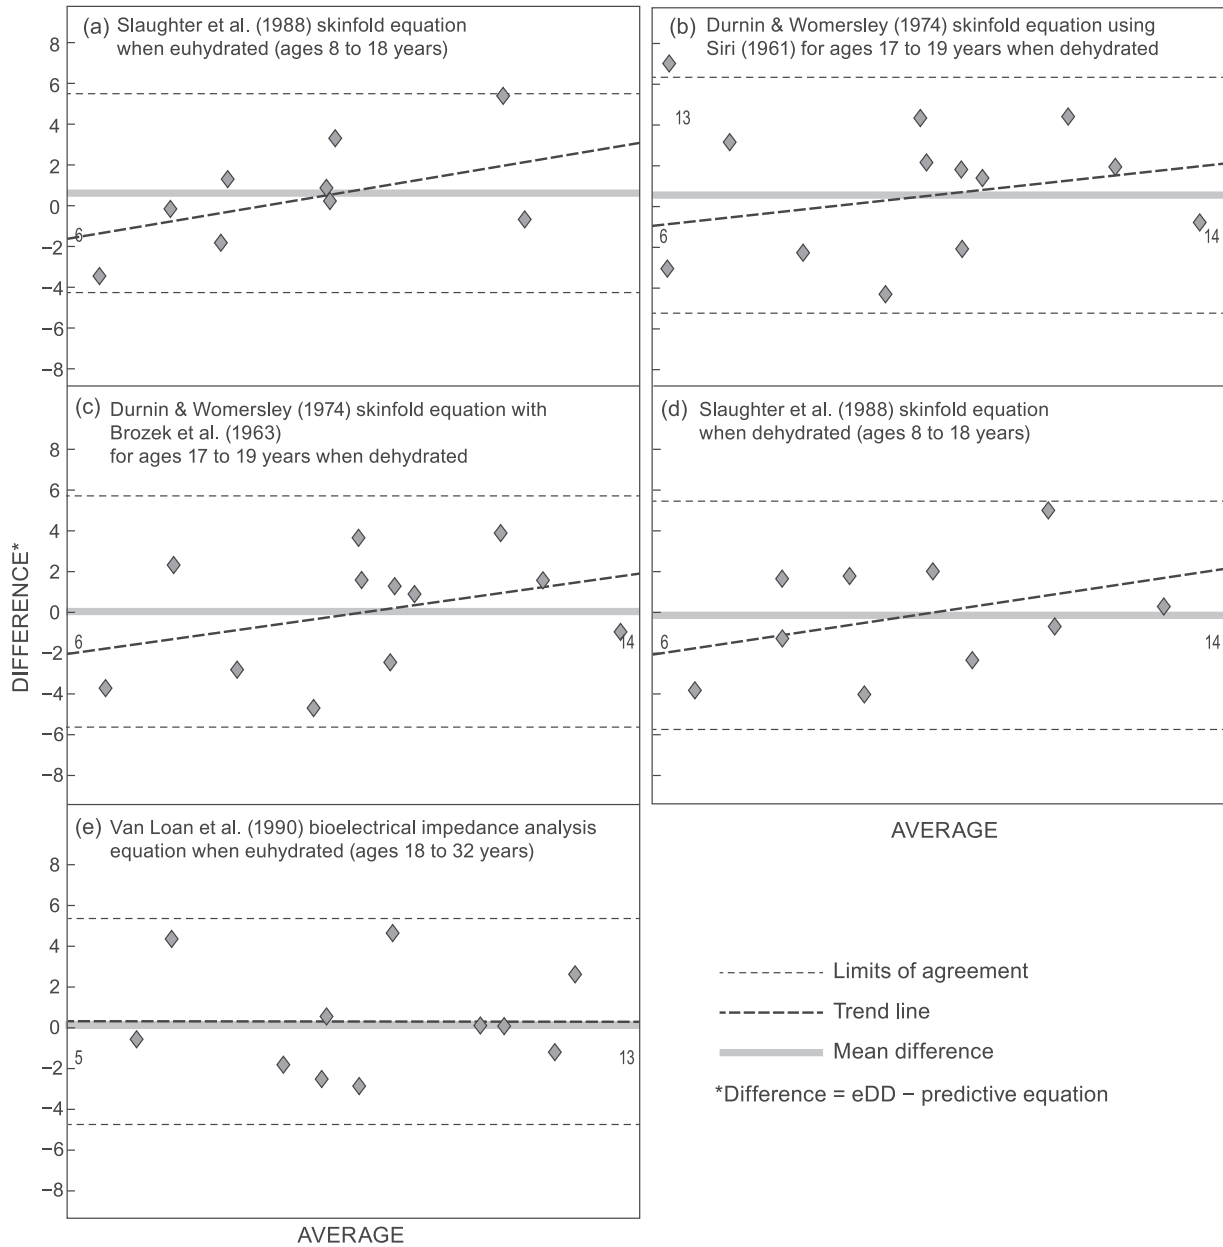 (a) Slaughter et al. (1988) skinfold equation
when euhydrated (ages 8 to 18 years)
8
6
4
2
0
−2
−4
−6
−8
6
13
(b) Durnin & Womersley (1974) skinfold equation using
Siri (1961) for ages 17 to 19 years when dehydrated
6
14
(c) Durnin & Womersley (1974) skinfold equation with
Brozek et al. (1963)
for ages 17 to 19 years when dehydrated
8
6
4
2
0
−2
−4
−6
−8
6
14
(d) Slaughter et al. (1988) skinfold equation
when dehydrated (ages 8 to 18 years)
6
14
AVERAGE
DIFFERENCE*
(e) Van Loan et al. (1990) bioelectrical impedance analysis
equation when euhydrated (ages 18 to 32 years)
8
6
4
2
0
−2
−4
−6
−8
5
13
AVERAGE
Limits of agreement
Trend line
Mean difference
*Difference = eDD − predictive equation